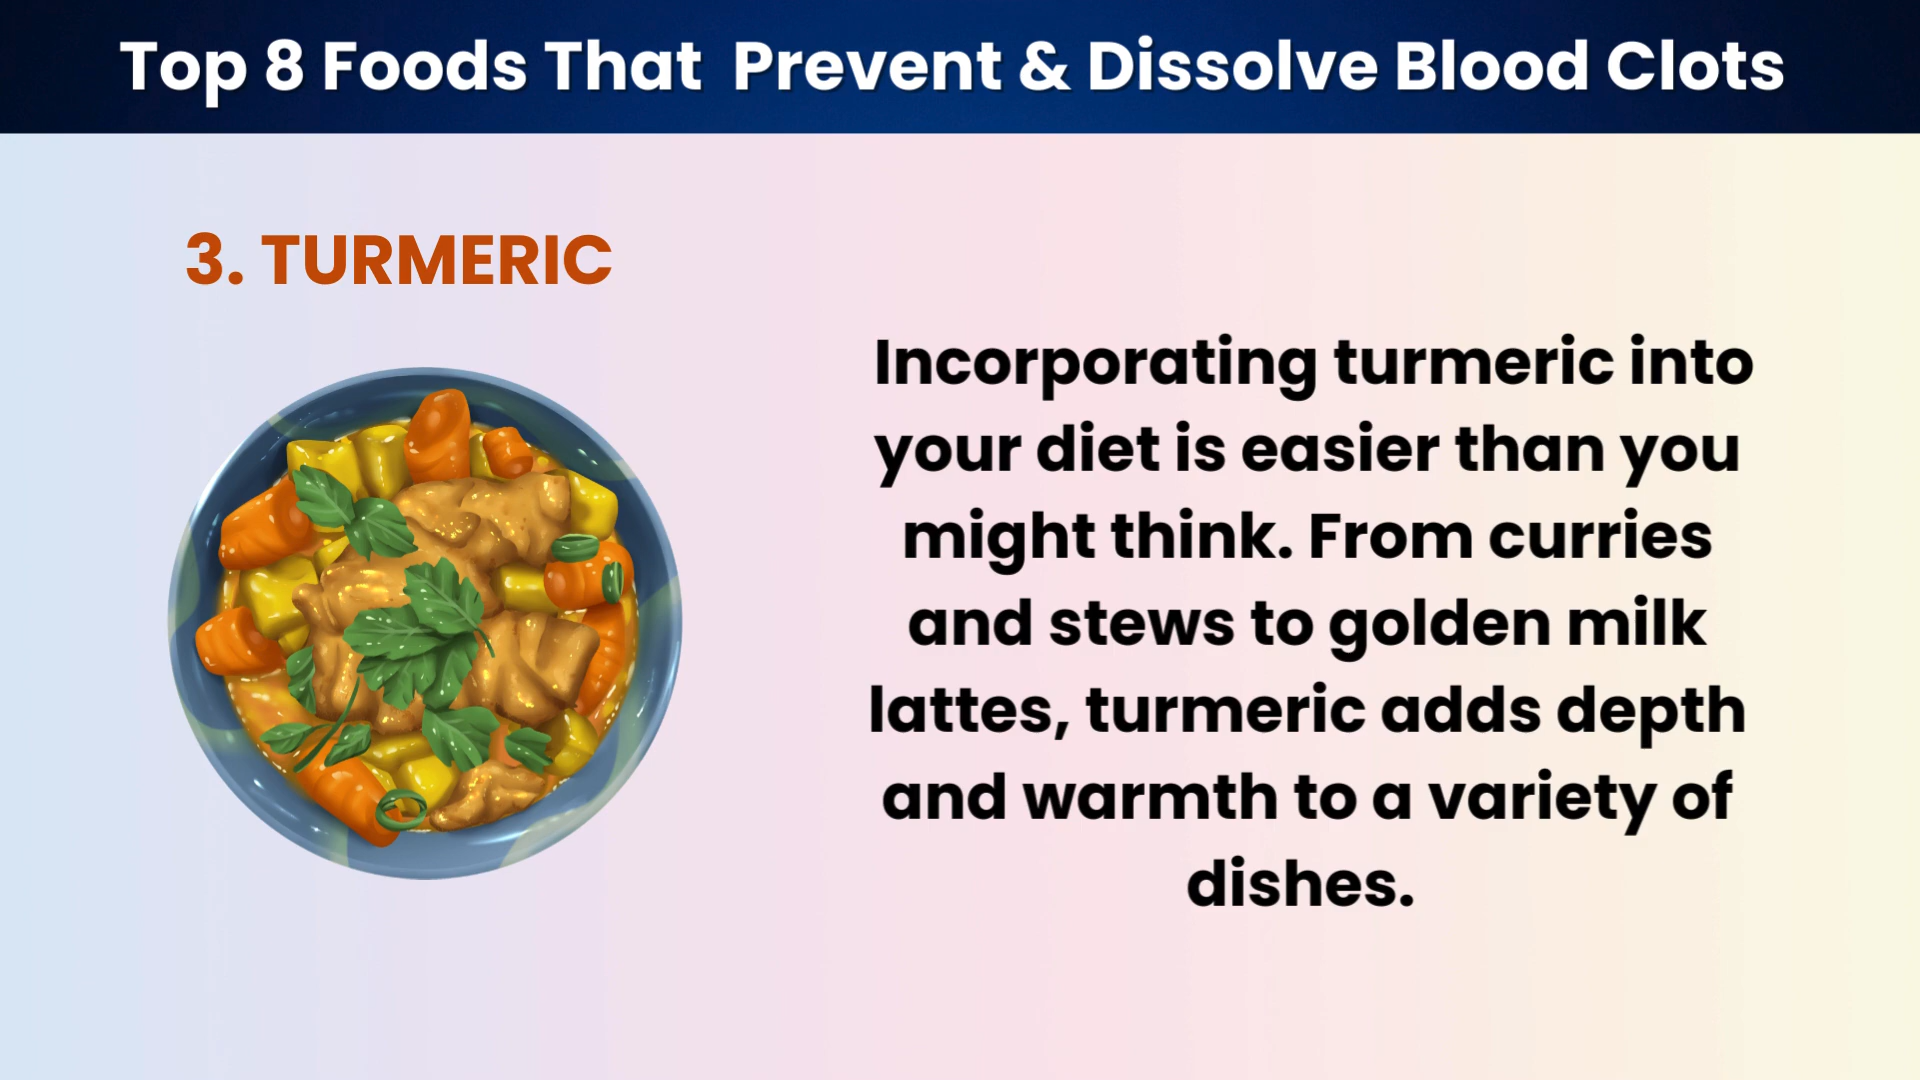 Top 8 Foods That  Prevent & Dissolve Blood Clots
3. TURMERIC
Incorporating turmeric into
your diet is easier than you
might think. From curries
and stews to golden milk
lattes, turmeric adds depth
and warmth to a variety of
dishes.